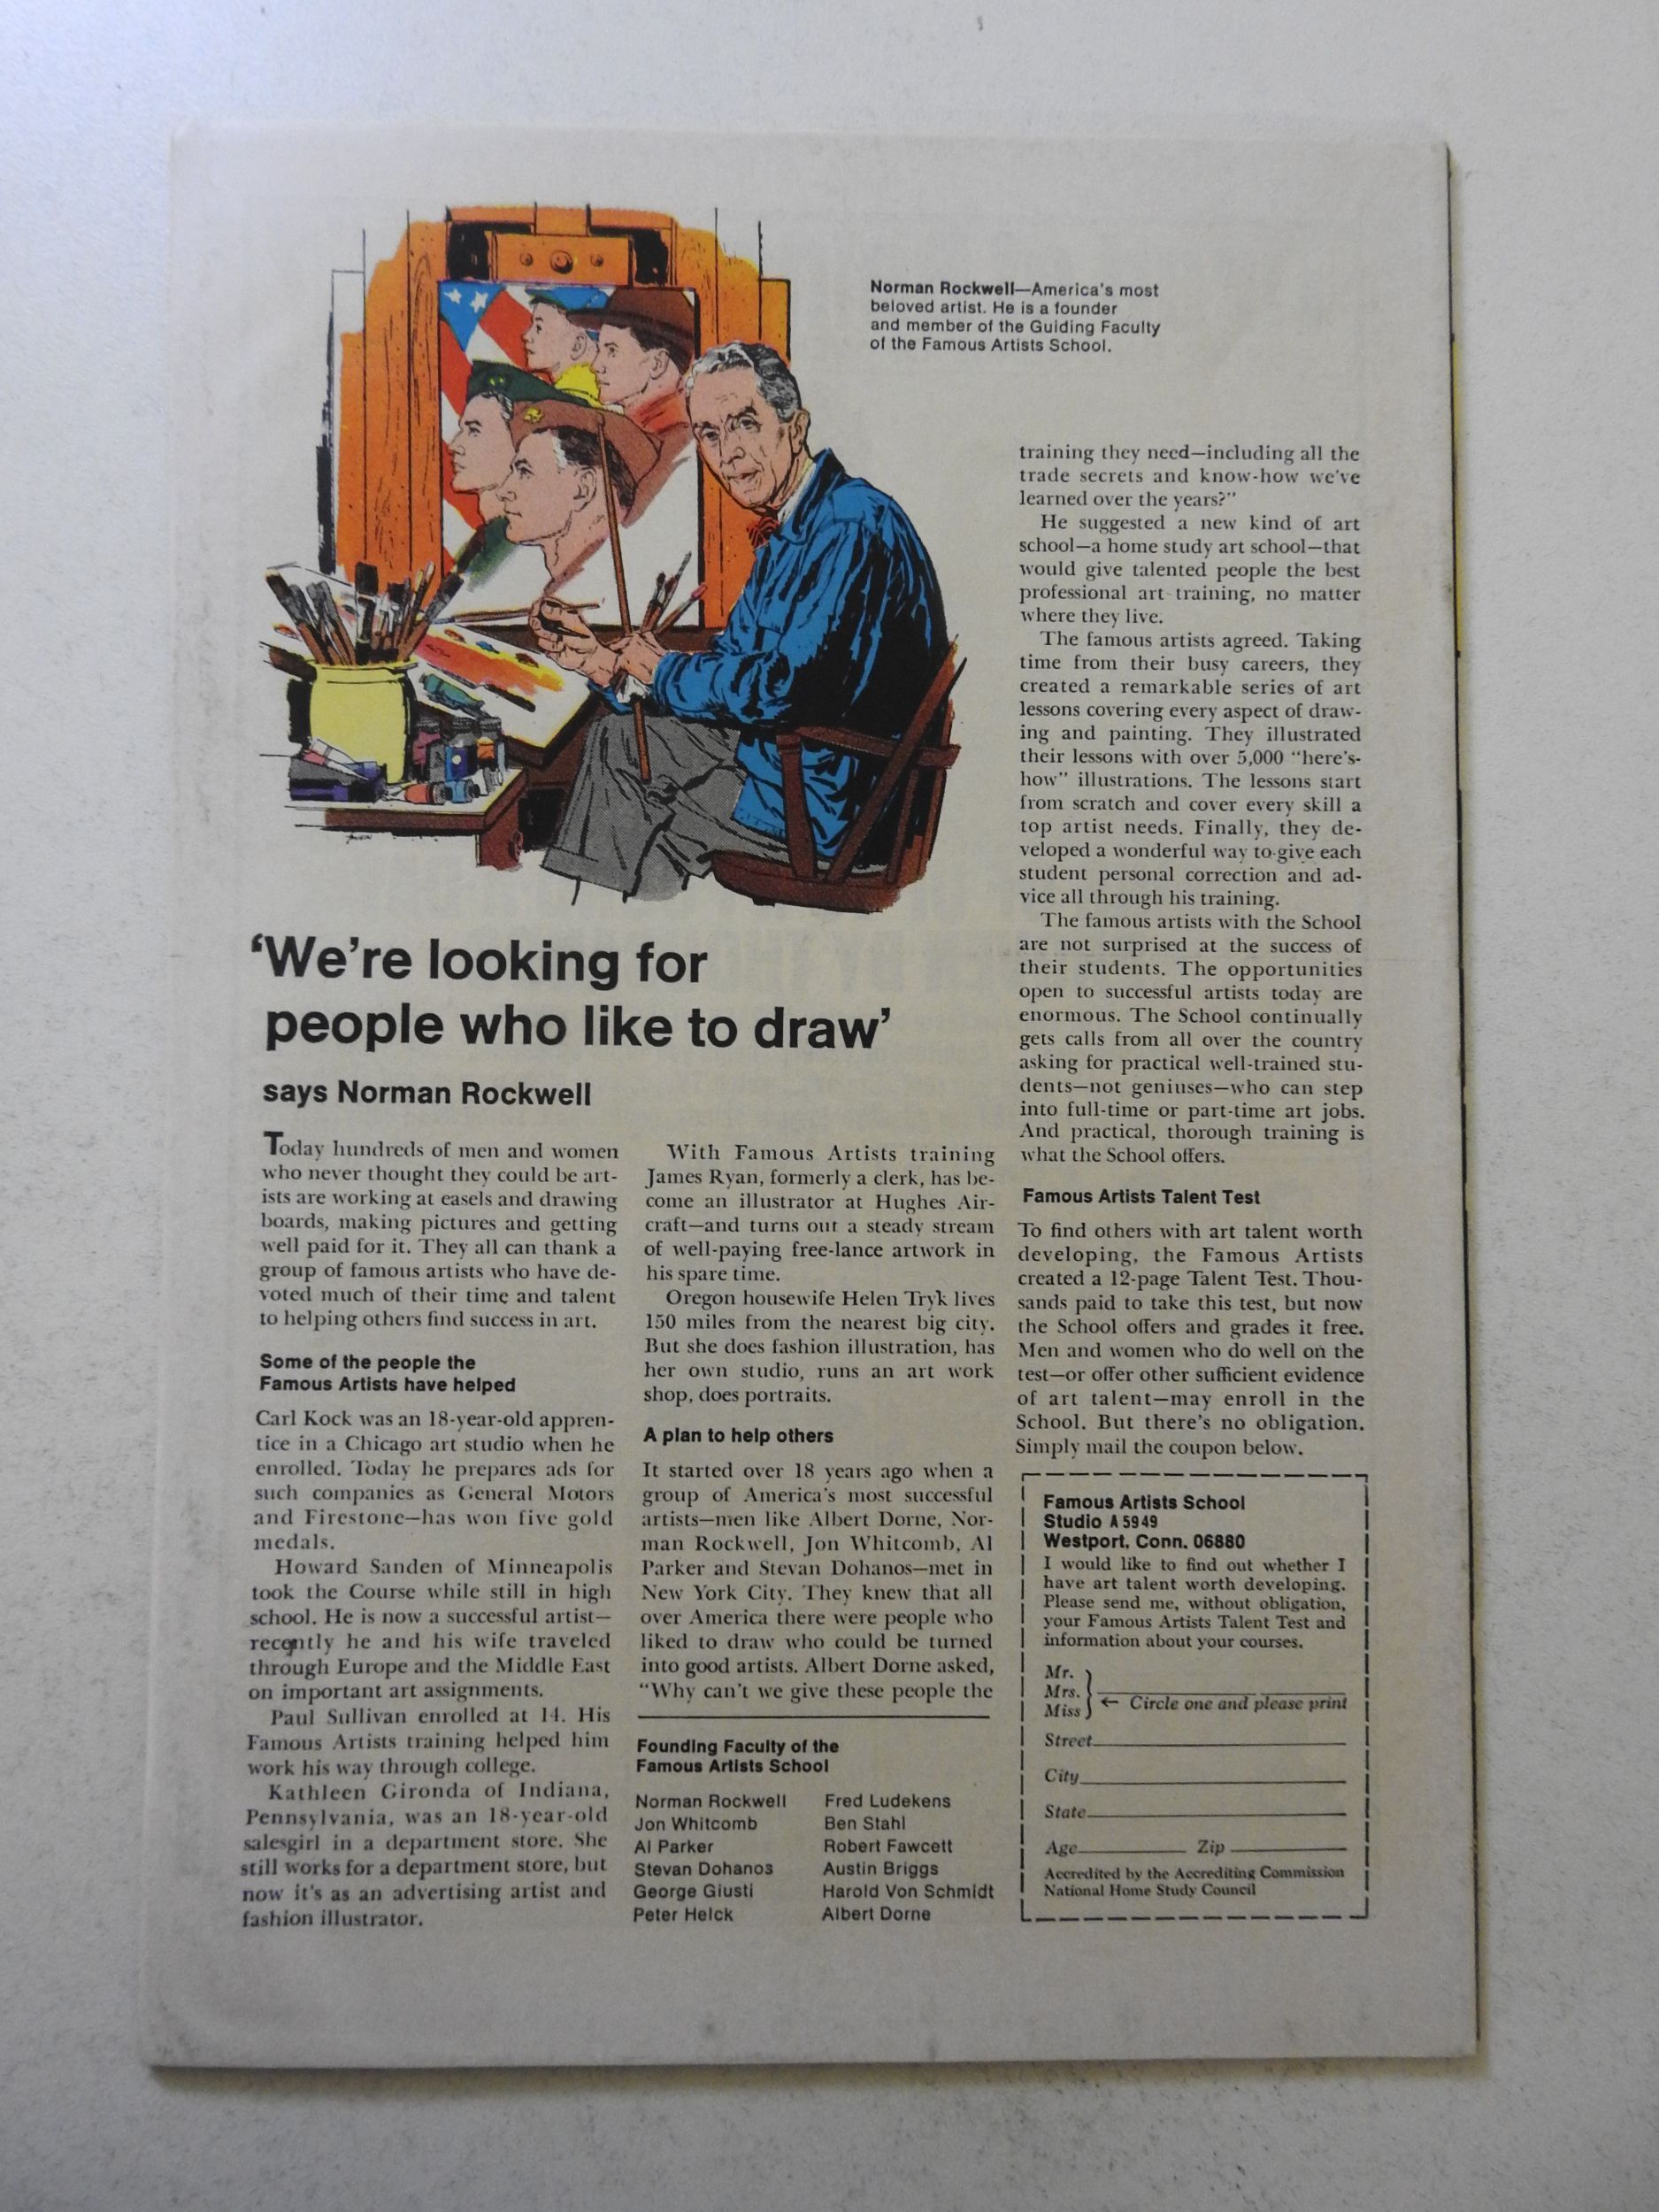 Norman Rockwell—America's most
beloved artist. He is a founder
and member of the Guiding Faculty
of the Famous Artists School.
'We're looking for
people who like to draw'
says Norman Rockwell
Today hundreds of men and women
who never thought they could be art-
ists are working at easels and drawing
boards, making pictures and getting
well paid for it. They all can thank a
group of famous artists who have de-
voted much of their time and talent
to helping others find success in art.
Some of the people the
Famous Artists have helped
Carl Kock was an 18-year-old appren-
tice in a Chicago art studio when he
enrolled. Today he prepares ads for
such companies as General Motors
and Firestone—has won five gold
medals.
Howard Sanden of Minneapolis
took the Course while still in high
school. He is now a successful artist—
recently he and his wife traveled
through Europe and the Middle East
on important art assignments.
Paul Sullivan enrolled at 14. His
Famous Artists training helped him
work his way through college.
Kathleen Gironda of Indiana,
Pennsylvania, was an 18-year-old
salesgirl in a department store. She
still works for a department store, but
now it's as an advertising artist and
fashion illustrator.
With Famous Artists training
James Ryan, formerly a clerk, has be-
come an illustrator at Hughes Air-
craft—and turns out a steady stream
of well-paying free-lance artwork in
his spare time.
Oregon housewife Helen Tryk lives
150 miles from the nearest big city.
But she does fashion illustration, has
her own studio, runs an art work
shop, does portraits.
A plan to help others
It started over 18 years ago when a
group of America's most successful
artists—men like Albert Dorne, Nor-
man Rockwell, Jon Whitcomb, Al
Parker and Stevan Dohanos—met in
New York City. They knew that all
over America there were people who
liked to draw who could be turned
into good artists. Albert Dorne asked,
"Why can't we give these people the
Founding Faculty of the
Famous Artists School
Norman Rockwell
Jon Whitcomb
Al Parker
Stevan Dohanos
George Giusti
Peter Helck
Fred Ludekens
Ben Stahl
Robert Fawcett
Austin Briggs
Harold Von Schmidt
Albert Dorne
training they need—including all the
trade secrets and know-how we've
learned over the years?"
He suggested a new kind of art
school—a home study art school—that
would give talented people the best
professional art training, no matter
where they live.
The famous artists agreed. Taking
time from their busy careers, they
created a remarkable series of art
lessons covering every aspect of draw-
ing and painting. They illustrated
their lessons with over 5,000 "here's-
how" illustrations. The lessons start
from scratch and cover every skill a
top artist needs. Finally, they de-
veloped a wonderful way to give each
student personal correction and ad-
vice all through his training.
The famous artists with the School
are not surprised at the success of
their students. The opportunities
open to successful artists today are
enormous. The School continually
gets calls from all over the country
asking for practical well-trained stu-
dents—not geniuses—who can step
into full-time or part-time art jobs.
And practical, thorough training is
what the School offers.
Famous Artists Talent Test
To find others with art talent worth
developing, the Famous Artists
created a 12-page Talent Test. Thou-
sands paid to take this test, but now
the School offers and grades it free.
Men and women who do well on the
test—or offer other sufficient evidence
of art talent—may enroll in the
School. But there's no obligation.
Simply mail the coupon below.
Famous Artists School
Studio A 5949
Westport, Conn. 06880
I would like to find out whether I
have art talent worth developing.
Please send me, without obligation,
your Famous Artists Talent Test and
information about your courses.
Mr.
Mrs.
Miss
← Circle one and please print
Street
City
State
Age Zip
Accredited by the Accrediting Commission
National Home Study Council